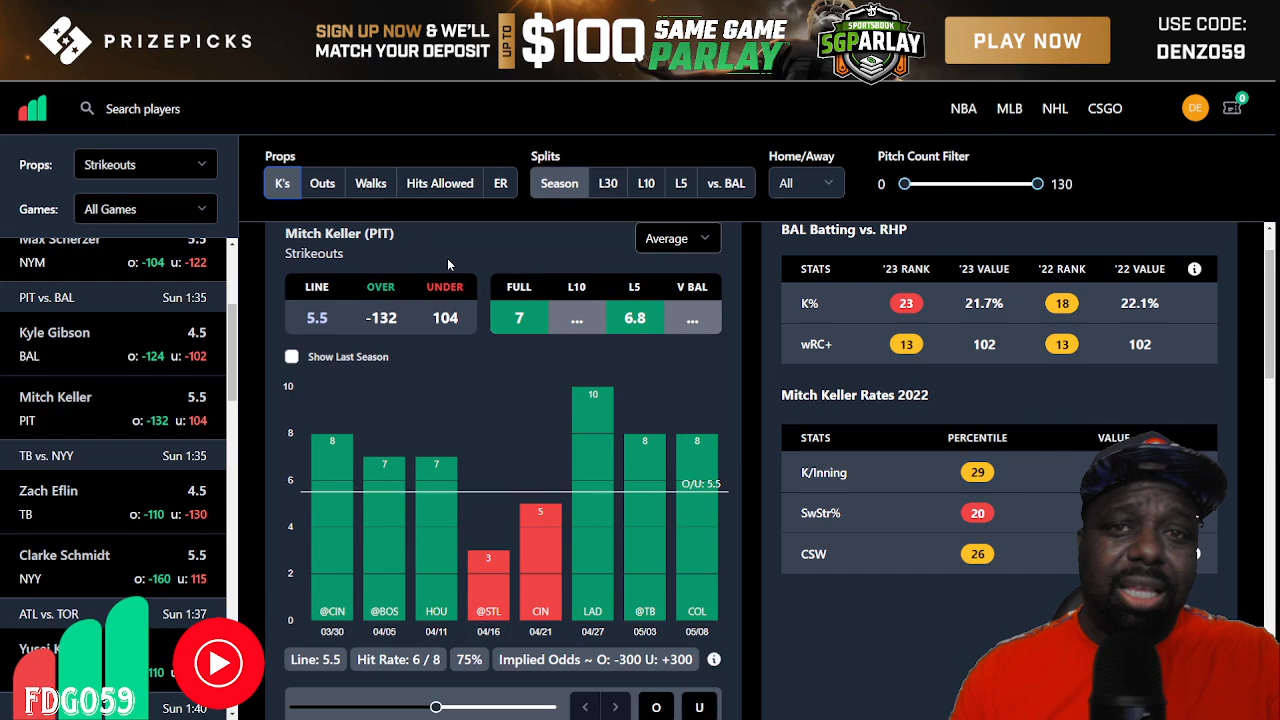 PRIZEPICKS
SIGN UP NOW & WE'LL
MATCH YOUR DEPOSIT
UP TO
$100
SAME GAME
PARLAY
SPORTSBOOK
SGPARLAY
PLAY NOW
USE CODE:
DENZO59
Search players
NBA MLB NHL CSGO
DE
0
Props: Strikeouts
Games: All Games
Props
K's Outs Walks Hits Allowed ER
Splits
Season L30 L10 L5 vs. BAL
Home/Away
All
Pitch Count Filter
0 130
Max Scherzer 5.5
NYM o: -104 u: -122
PIT vs. BAL Sun 1:35
Kyle Gibson 4.5
BAL o: -124 u: -102
Mitch Keller 5.5
PIT o: -132 u: 104
TB vs. NYY Sun 1:35
Zach Eflin 4.5
TB o: -110 u: -130
Clarke Schmidt 5.5
NYY o: -160 u: 115
ATL vs. TOR Sun 1:37
FDGO59
Sun 1:40
Mitch Keller (PIT)
Strikeouts
Average
LINE OVER UNDER
5.5 -132 104
FULL L10 L5 V BAL
7 ... 6.8 ...
Show Last Season
10
8
6
4
2
0
8 7 7 3 5 10 8 8
O/U: 5.5
@CIN @BOS HOU @STL CIN LAD @TB COL
03/30 04/05 04/11 04/16 04/21 04/27 05/03 05/08
Line: 5.5 Hit Rate: 6 / 8 75% Implied Odds ~ O: -300 U: +300
O U
BAL Batting vs. RHP
STATS '23 RANK '23 VALUE '22 RANK '22 VALUE
K% 23 21.7% 18 22.1%
wRC+ 13 102 13 102
Mitch Keller Rates 2022
STATS PERCENTILE VALUE
K/Inning 29
SwStr% 20
CSW 26